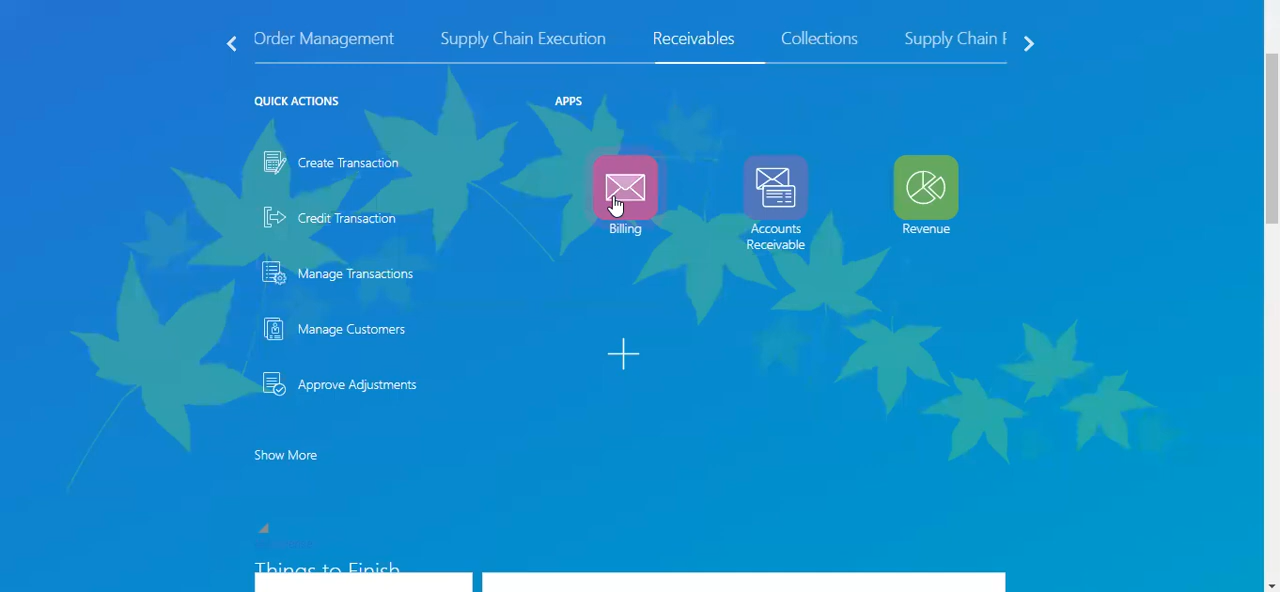 Order Management
Supply Chain Execution
Receivables
Collections
Supply Chain
QUICK ACTIONS
APPS
Create Transaction
Credit Transaction
Manage Transactions
Manage Customers
Approve Adjustments
Show More
Billing
Accounts
Receivable
Revenue
Things to Finish